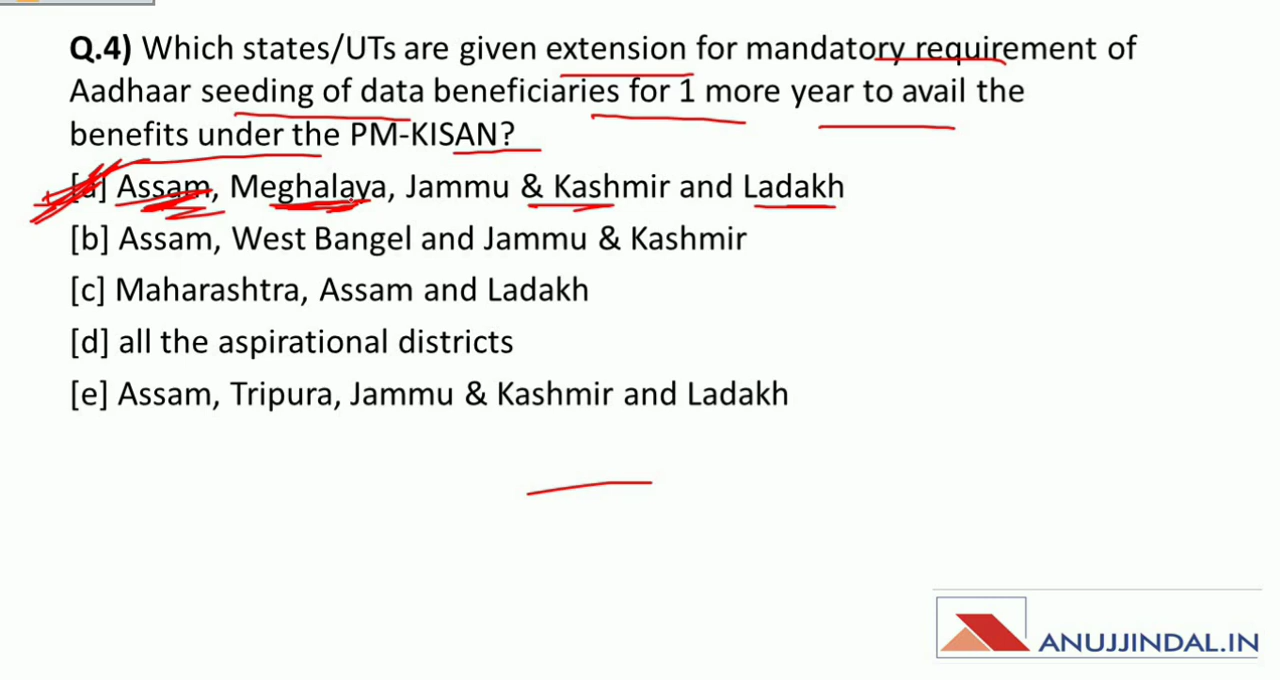 Q.4) Which states/UTs are given extension for mandatory requirement of
Aadhaar seeding of data beneficiaries for 1 more year to avail the
benefits under the PM-KISAN?
[a] Assam, Meghalaya, Jammu & Kashmir and Ladakh
[b] Assam, West Bangel and Jammu & Kashmir
[c] Maharashtra, Assam and Ladakh
[d] all the aspirational districts
[e] Assam, Tripura, Jammu & Kashmir and Ladakh
ANUJJINDAL.IN